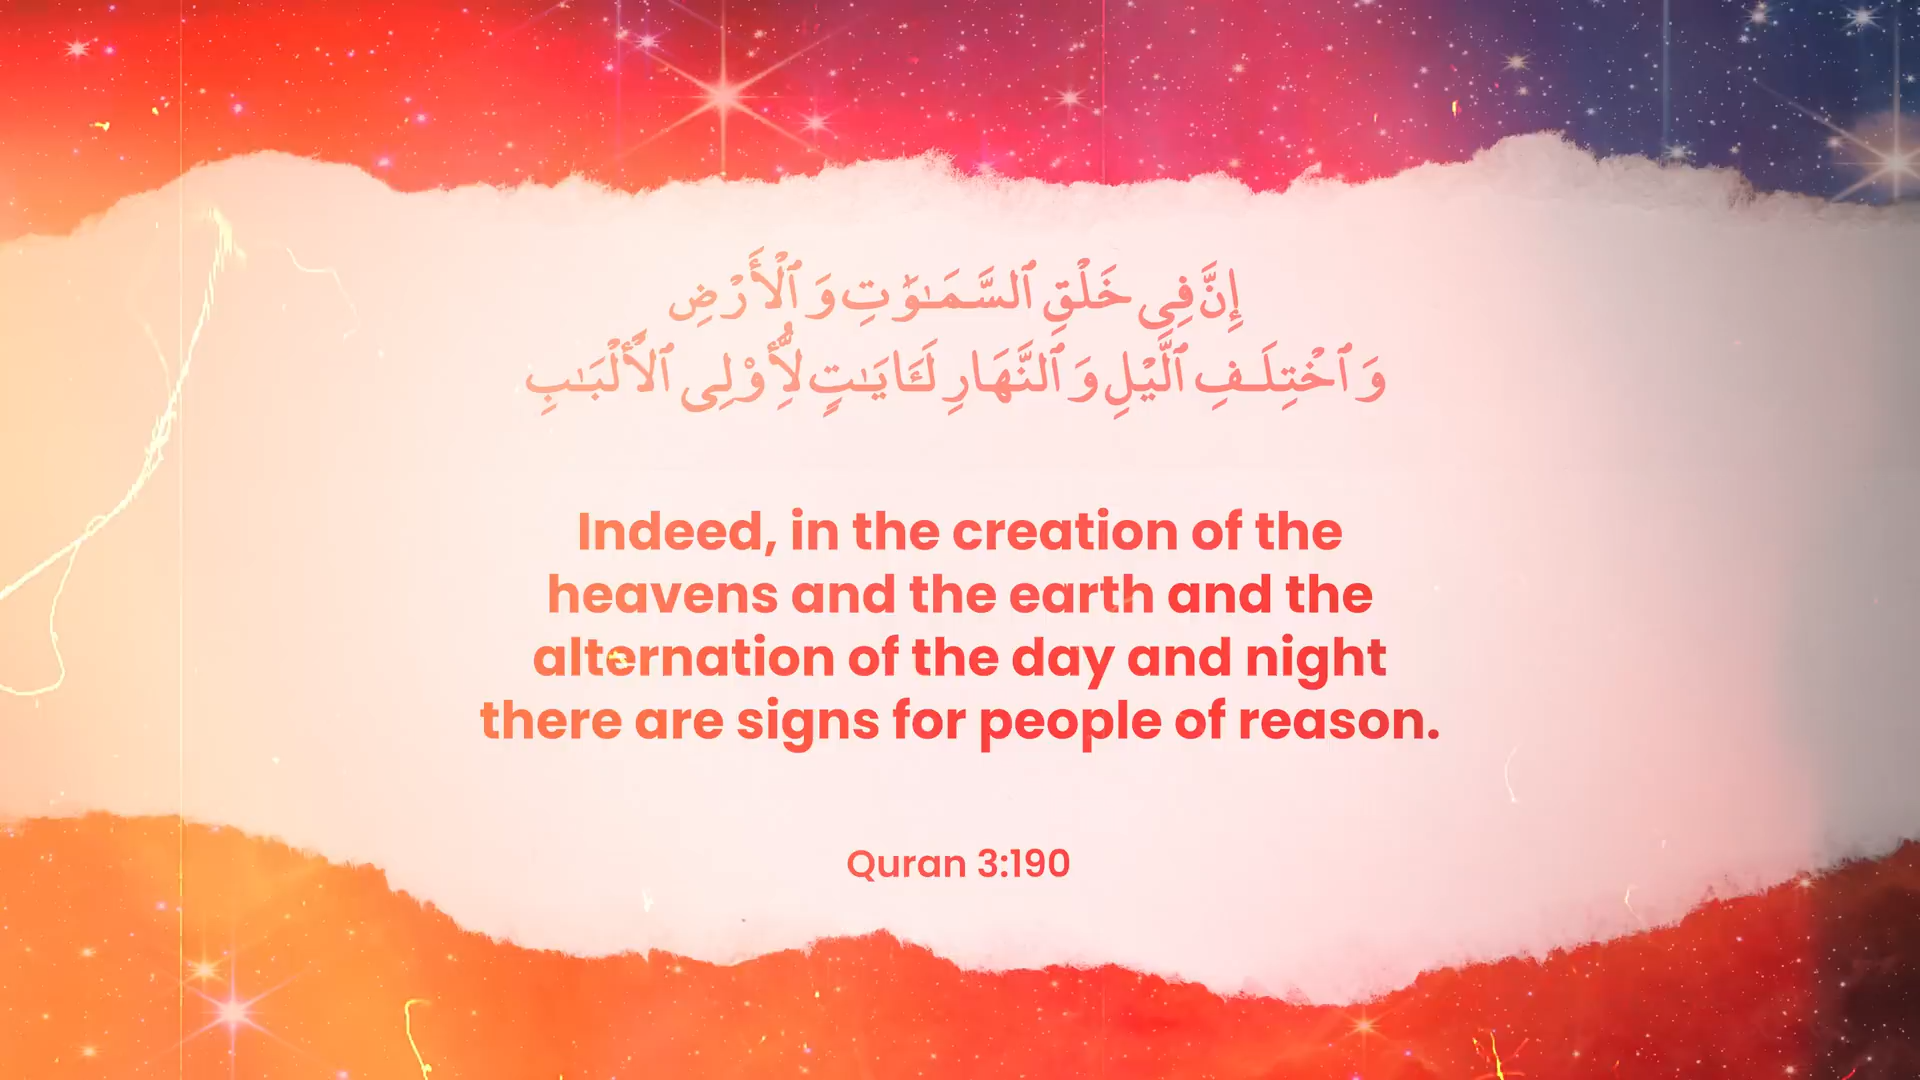 إِنَّ فِى خَلْقِ ٱلسَّمَـٰوَٰتِ وَٱلْأَرْضِ
وَٱخْتِلَـٰفِ ٱلَّيْلِ وَٱلنَّهَارِ لَـَٔايَـٰتٍ لِّأُو۟لِى ٱلْأَلْبَـٰبِ
Indeed, in the creation of the
heavens and the earth and the
alternation of the day and night
there are signs for people of reason.
Quran 3:190